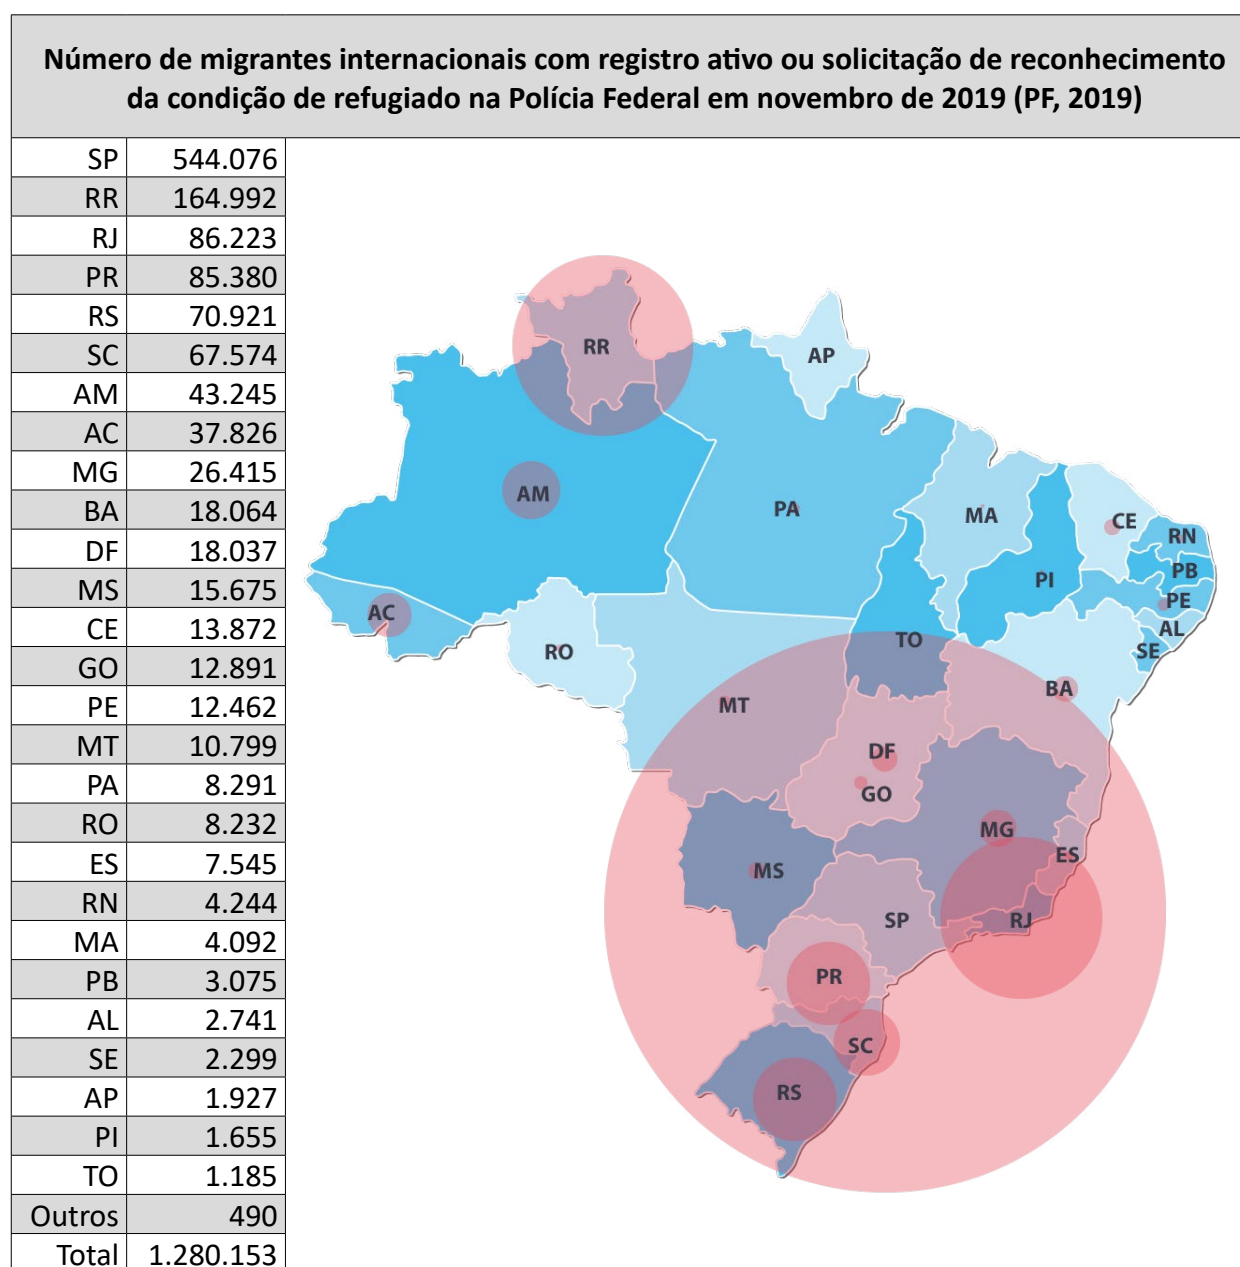 Número de migrantes internacionais com registro ativo ou solicitação de reconhecimento
da condição de refugiado na Polícia Federal em novembro de 2019 (PF, 2019)
SP 544.076
RR 164.992
RJ 86.223
PR 85.380
RS 70.921
SC 67.574
AM 43.245
AC 37.826
MG 26.415
BA 18.064
DF 18.037
MS 15.675
CE 13.872
GO 12.891
PE 12.462
MT 10.799
PA 8.291
RO 8.232
ES 7.545
RN 4.244
MA 4.092
PB 3.075
AL 2.741
SE 2.299
AP 1.927
PI 1.655
TO 1.185
Outros 490
Total 1.280.153
RR
AP
AM
PA
MA
CE
RN
PB
PI
PE
AC
AL
TO
SE
RO
BA
MT
DF
GO
MG
ES
MS
SP
RJ
PR
SC
RS